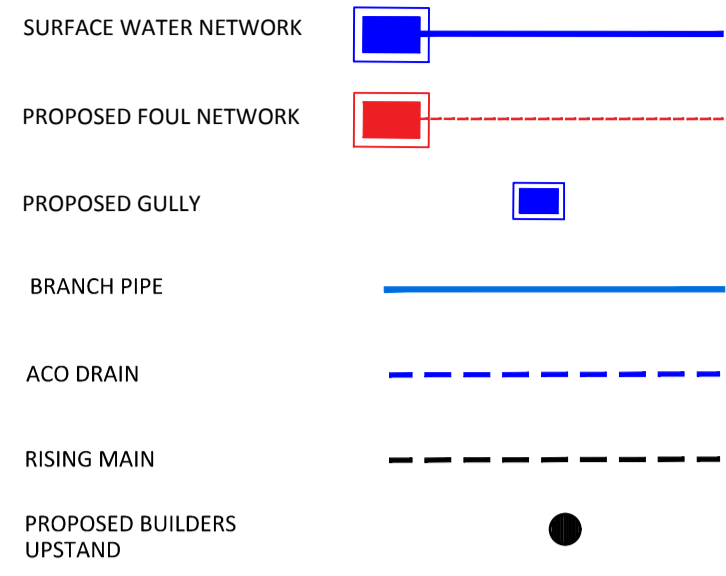 SURFACE WATER NETWORK
PROPOSED FOUL NETWORK
PROPOSED GULLY
BRANCH PIPE
ACO DRAIN
RISING MAIN
PROPOSED BUILDERS
UPSTAND